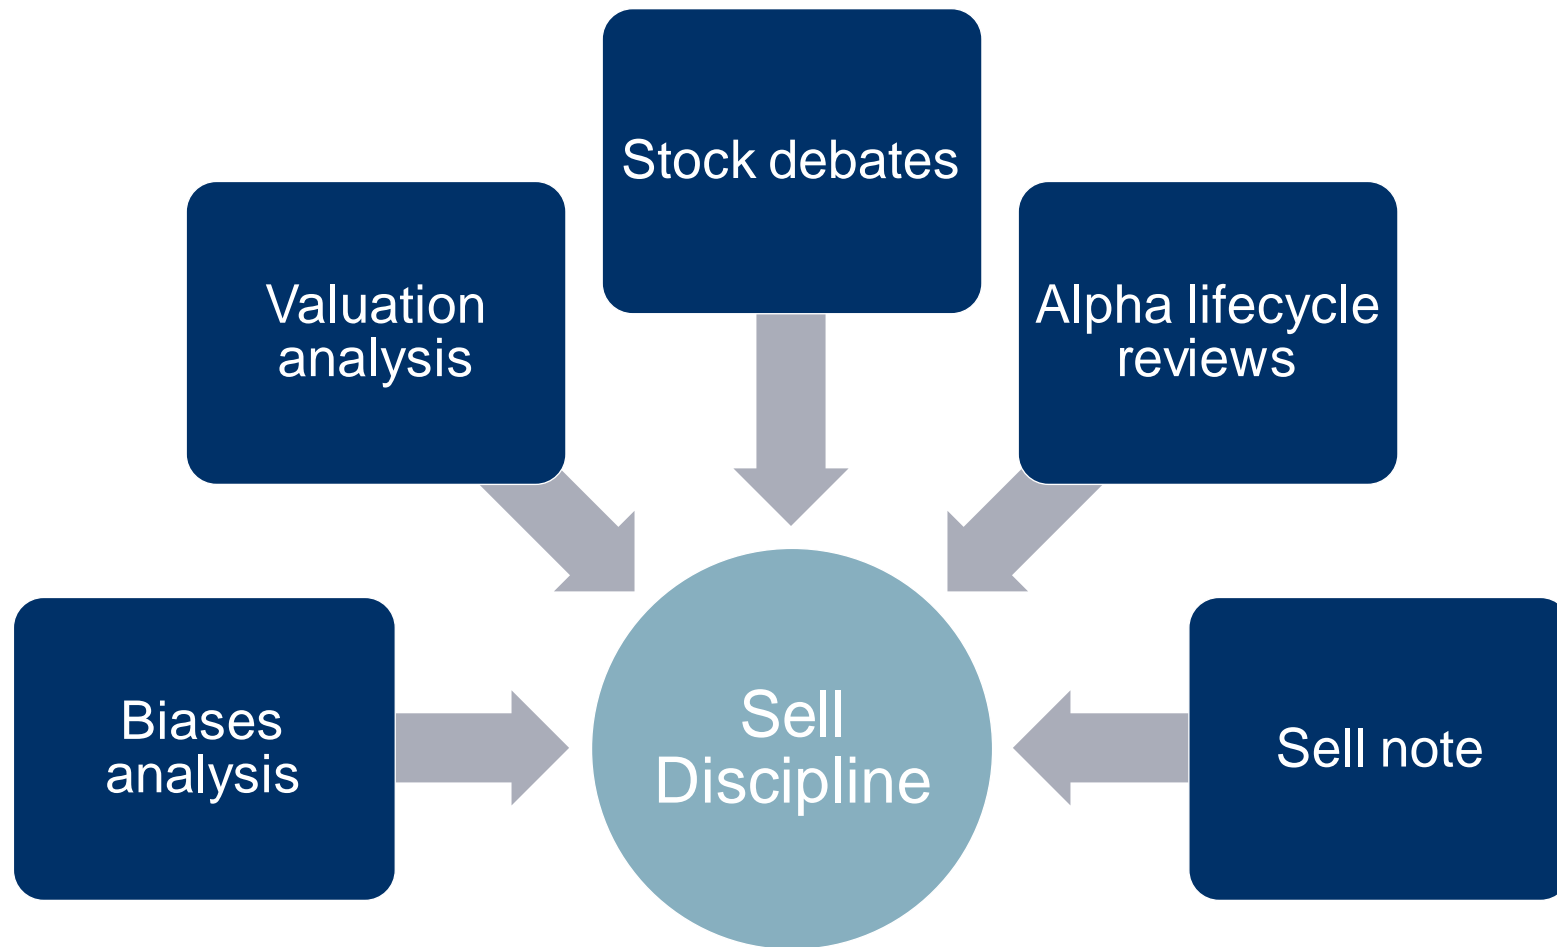 Stock debates
Valuation
analysis
Alpha lifecycle
reviews
Biases
analysis
Sell
Discipline
Sell note